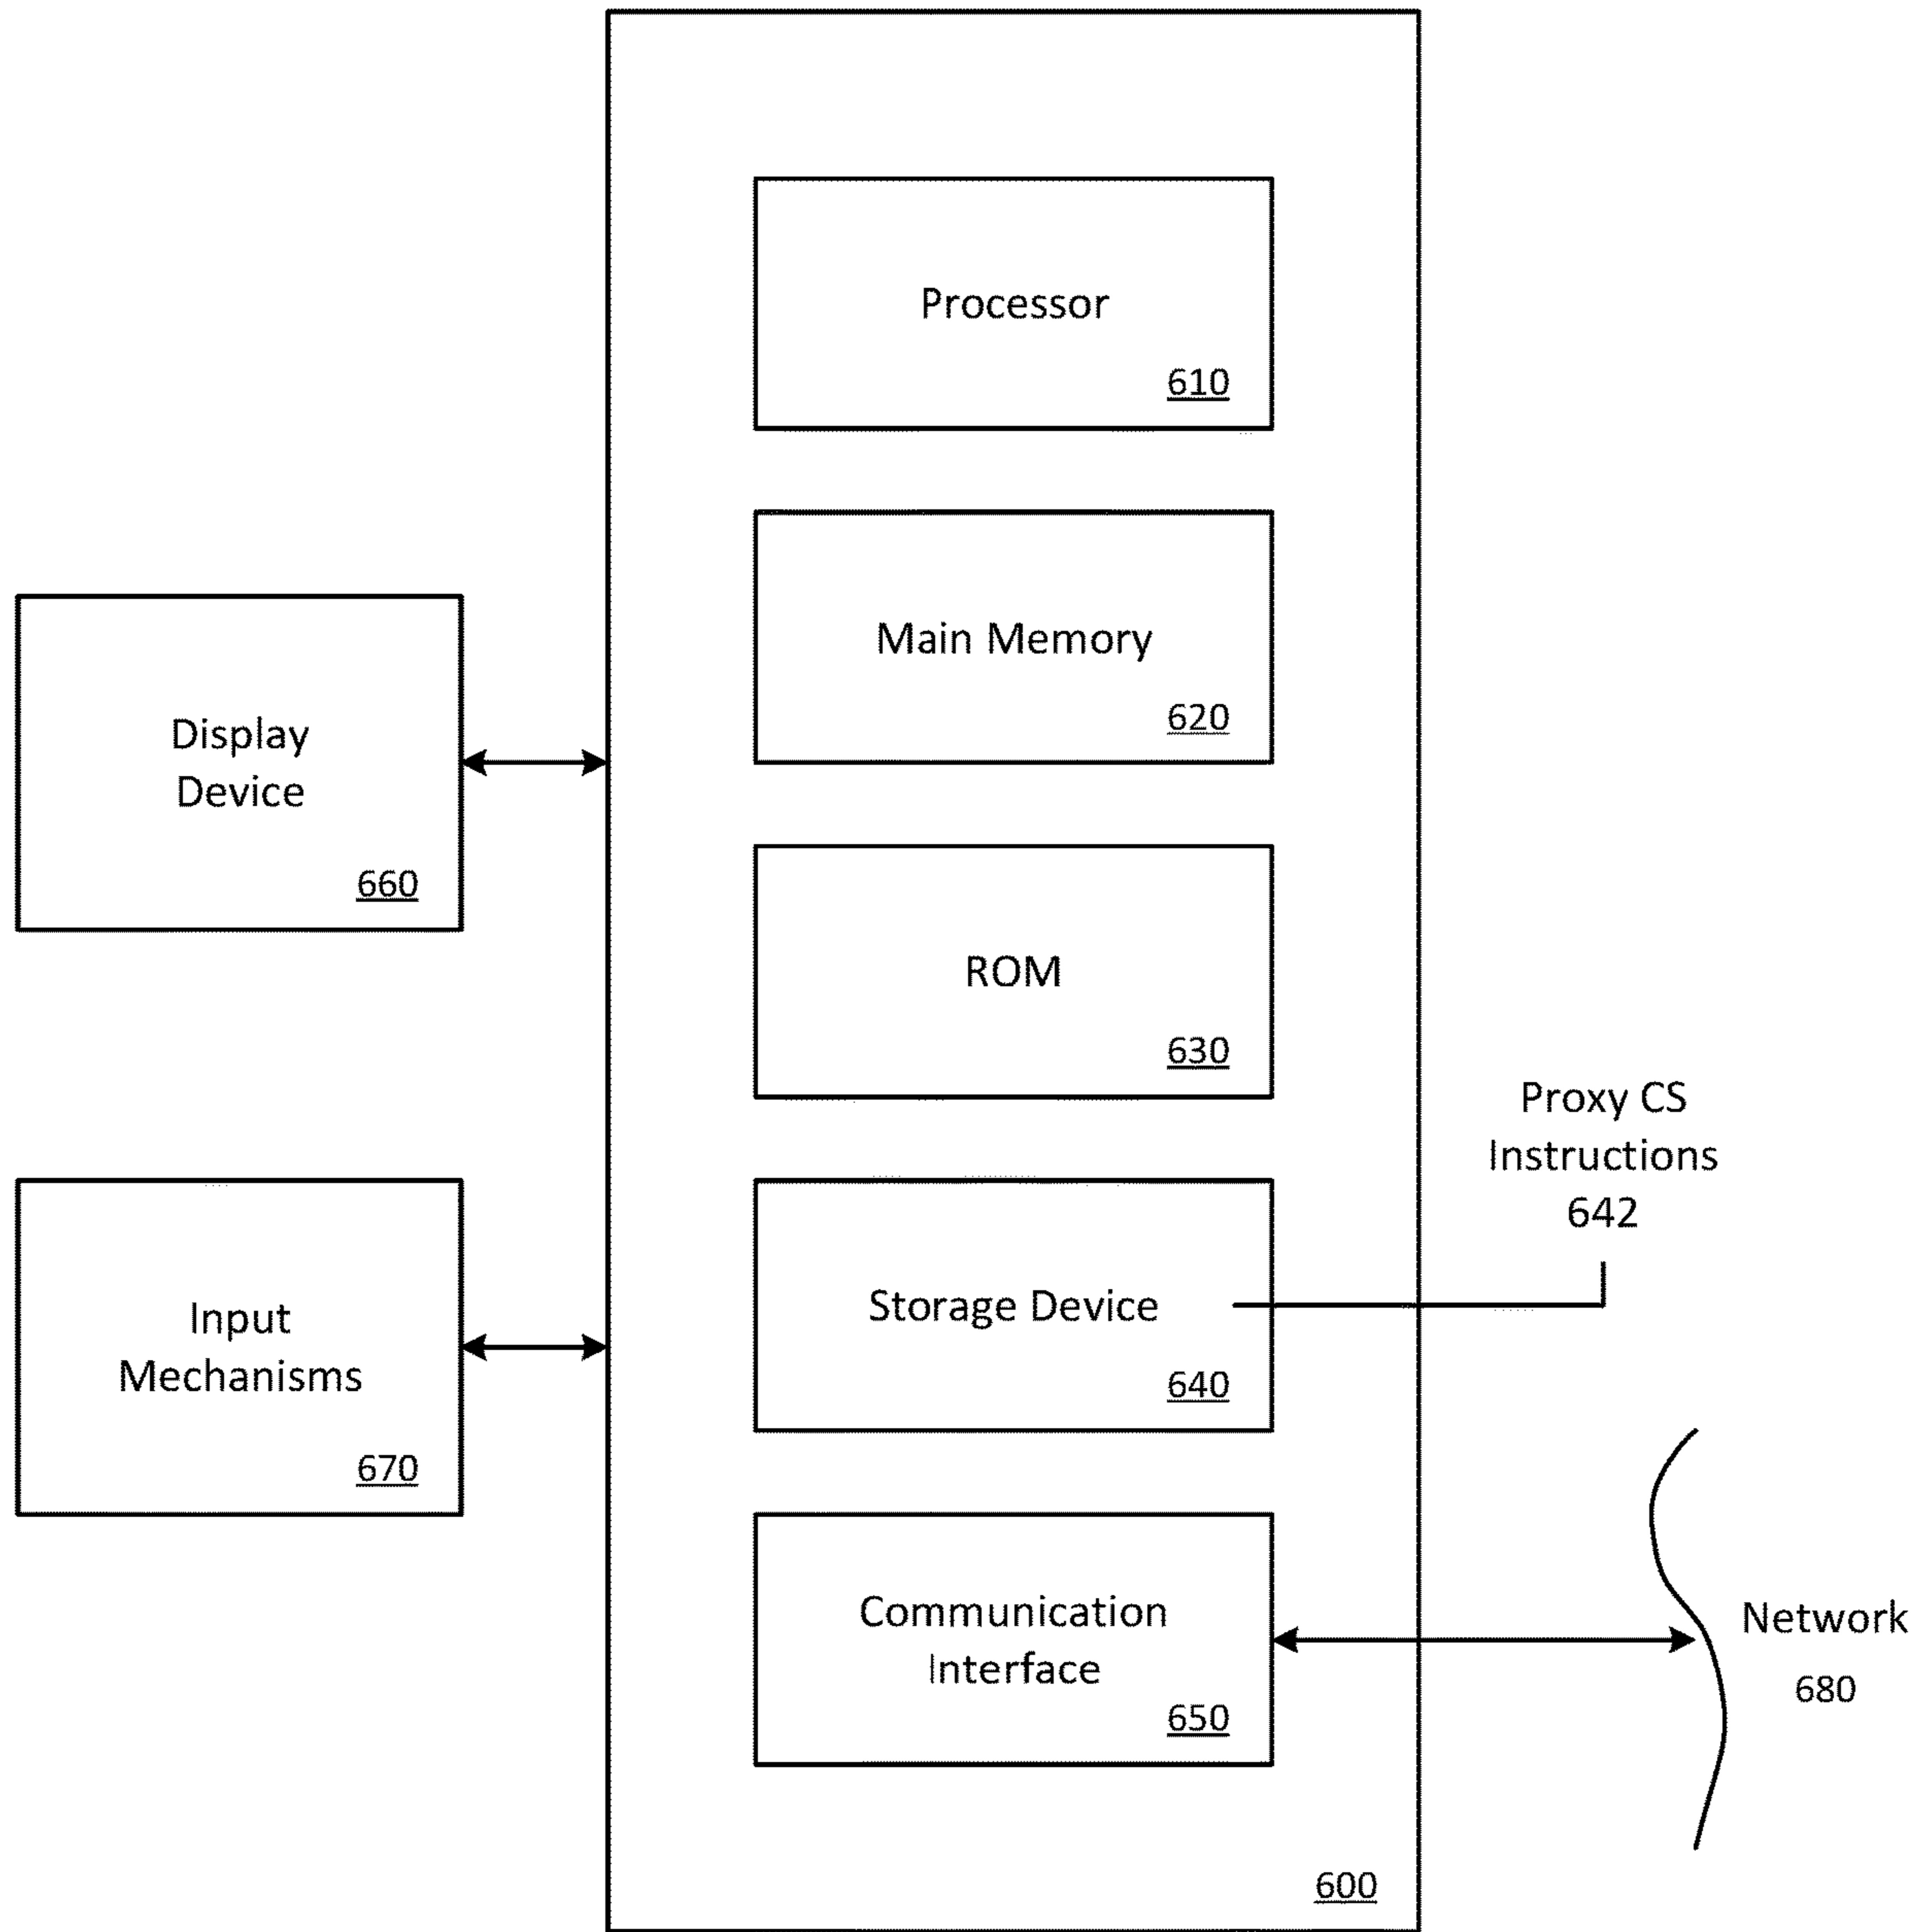 Processor
610
Main Memory
620
Display
Device
660
ROM
630
Proxy CS
Instructions
642
Storage Device
640
Input
Mechanisms
670
Communication
Interface
650
Network
680
600